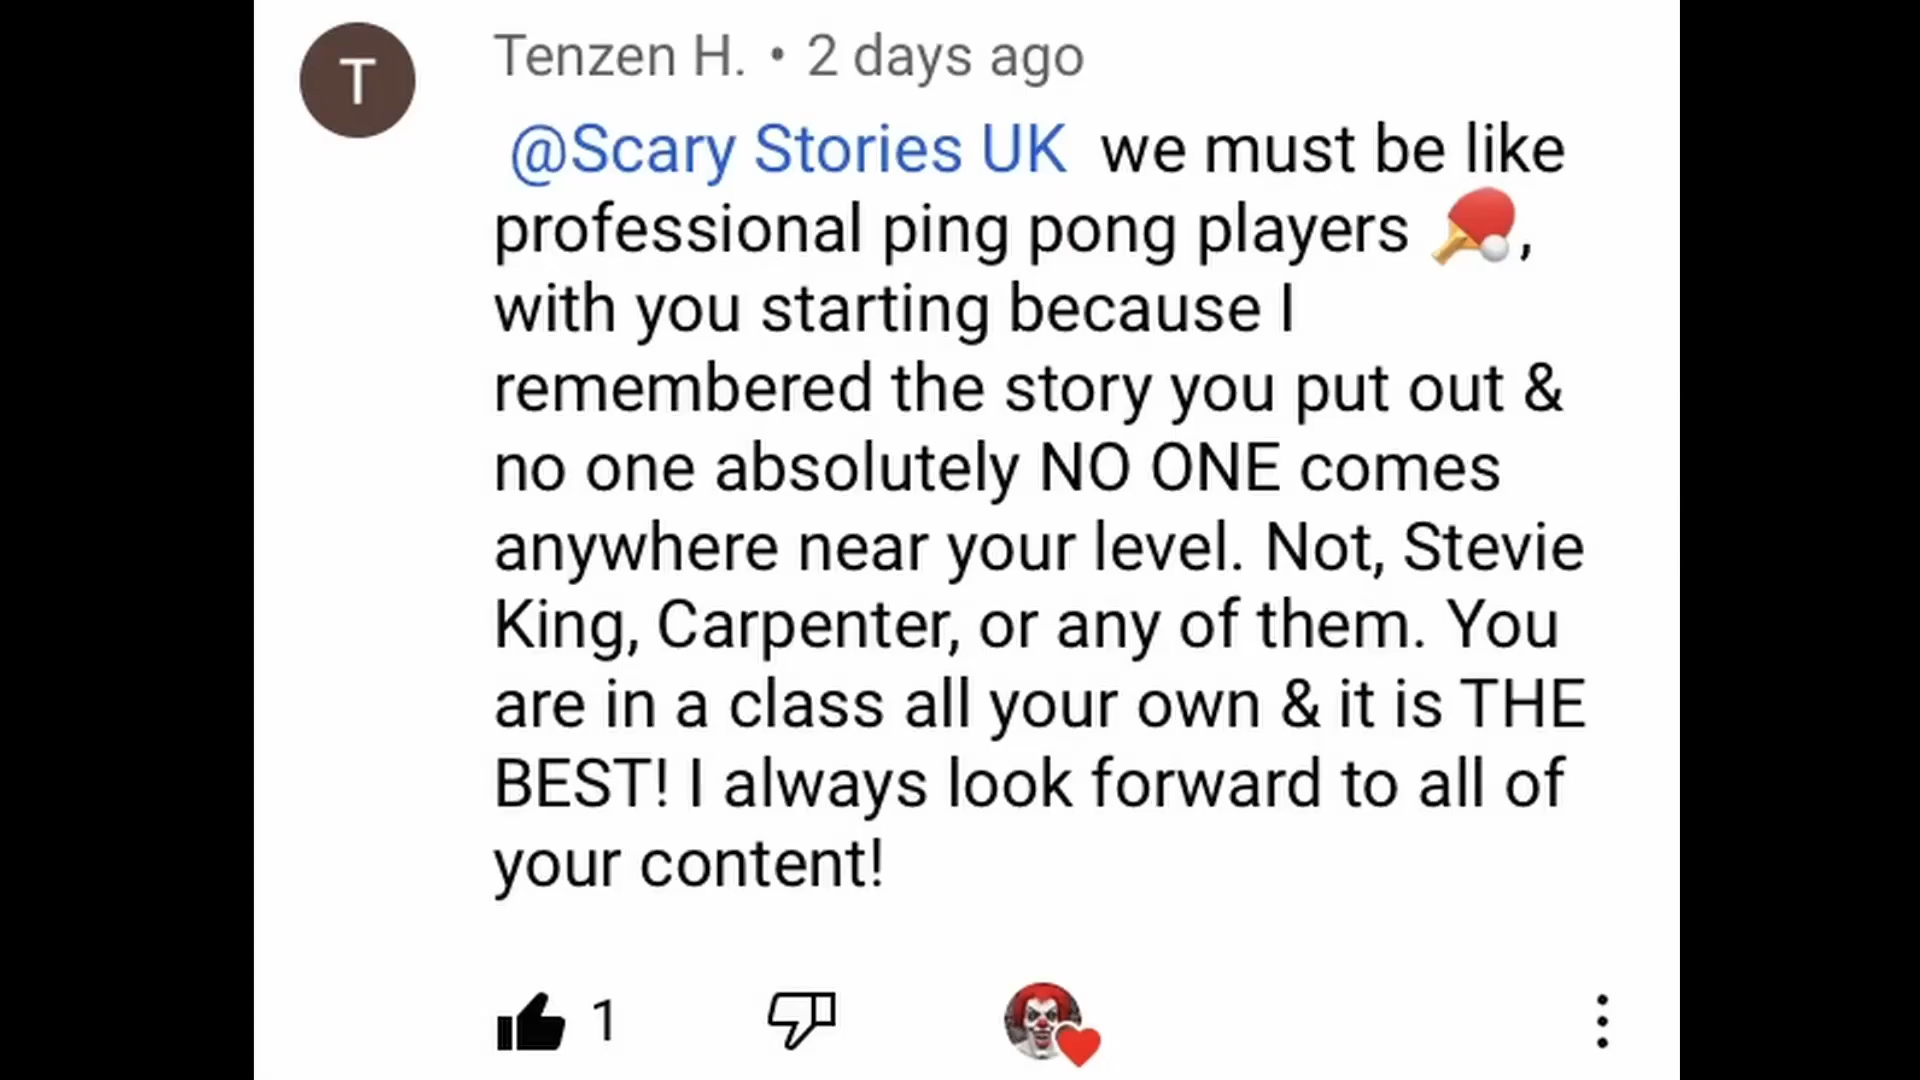 T
Tenzen H. • 2 days ago
@Scary Stories UK we must be like
professional ping pong players 🏓,
with you starting because I
remembered the story you put out &
no one absolutely NO ONE comes
anywhere near your level. Not, Stevie
King, Carpenter, or any of them. You
are in a class all your own & it is THE
BEST! I always look forward to all of
your content!
1